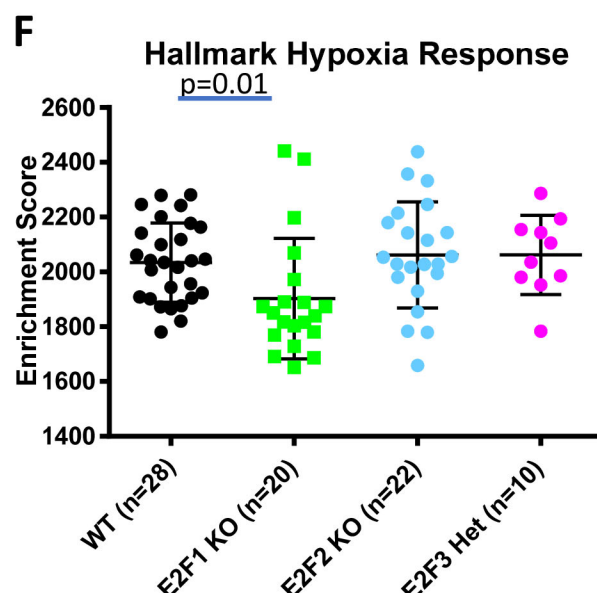 F
Hallmark Hypoxia Response
p=0.01
Enrichment Score
2600
2400
2200
2000
1800
1600
1400
WT (n=28)
E2F1 KO (n=20)
E2F2 KO (n=22)
E2F3 Het (n=10)